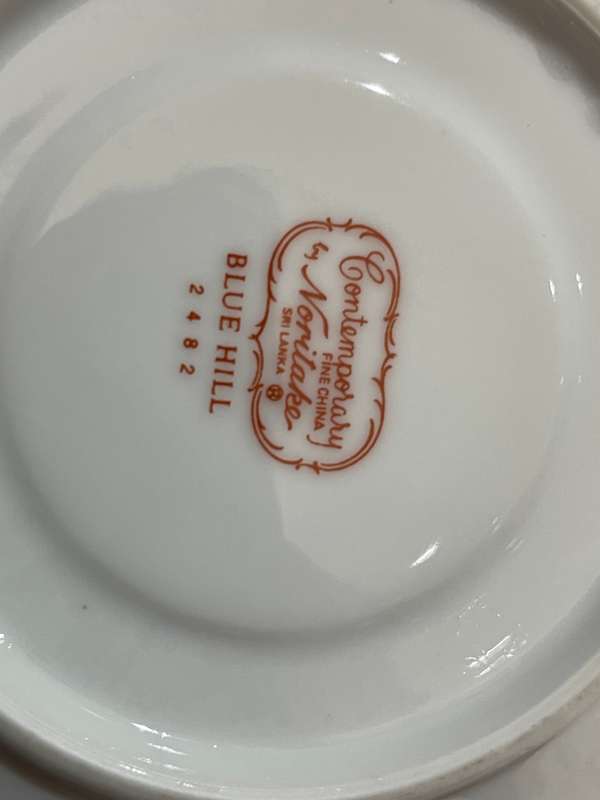 Contemporary
FINE CHINA
by Noritake
SRI LANKA ®
BLUE HILL
2482